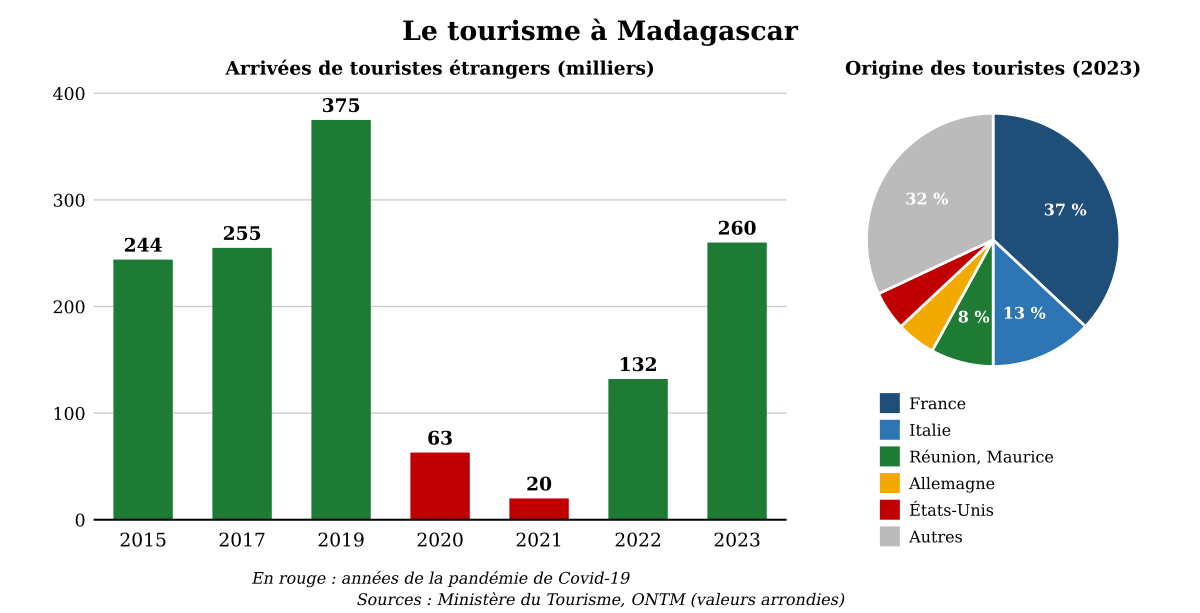 Le tourisme à Madagascar
Arrivées de touristes étrangers (milliers)
400
300
200
100
0
244
255
375
63
20
132
260
2015 2017 2019 2020 2021 2022 2023
En rouge : années de la pandémie de Covid-19
Origine des touristes (2023)
32 %
37 %
8 %
13 %
France
Italie
Réunion, Maurice
Allemagne
États-Unis
Autres
Sources : Ministère du Tourisme, ONTM (valeurs arrondies)